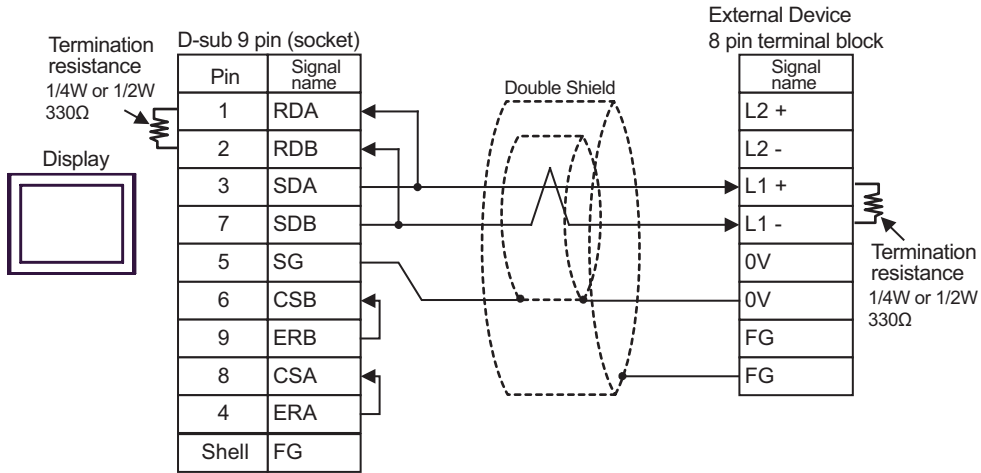 External Device
8 pin terminal block
Termination
resistance
1/4W or 1/2W
330Ω
D-sub 9 pin (socket)
Pin Signal name
1 RDA
2 RDB
3 SDA
7 SDB
5 SG
6 CSB
9 ERB
8 CSA
4 ERA
Shell FG
Display
Double Shield
Signal name
L2 +
L2 -
L1 +
L1 -
0V
0V
FG
FG
Termination
resistance
1/4W or 1/2W
330Ω